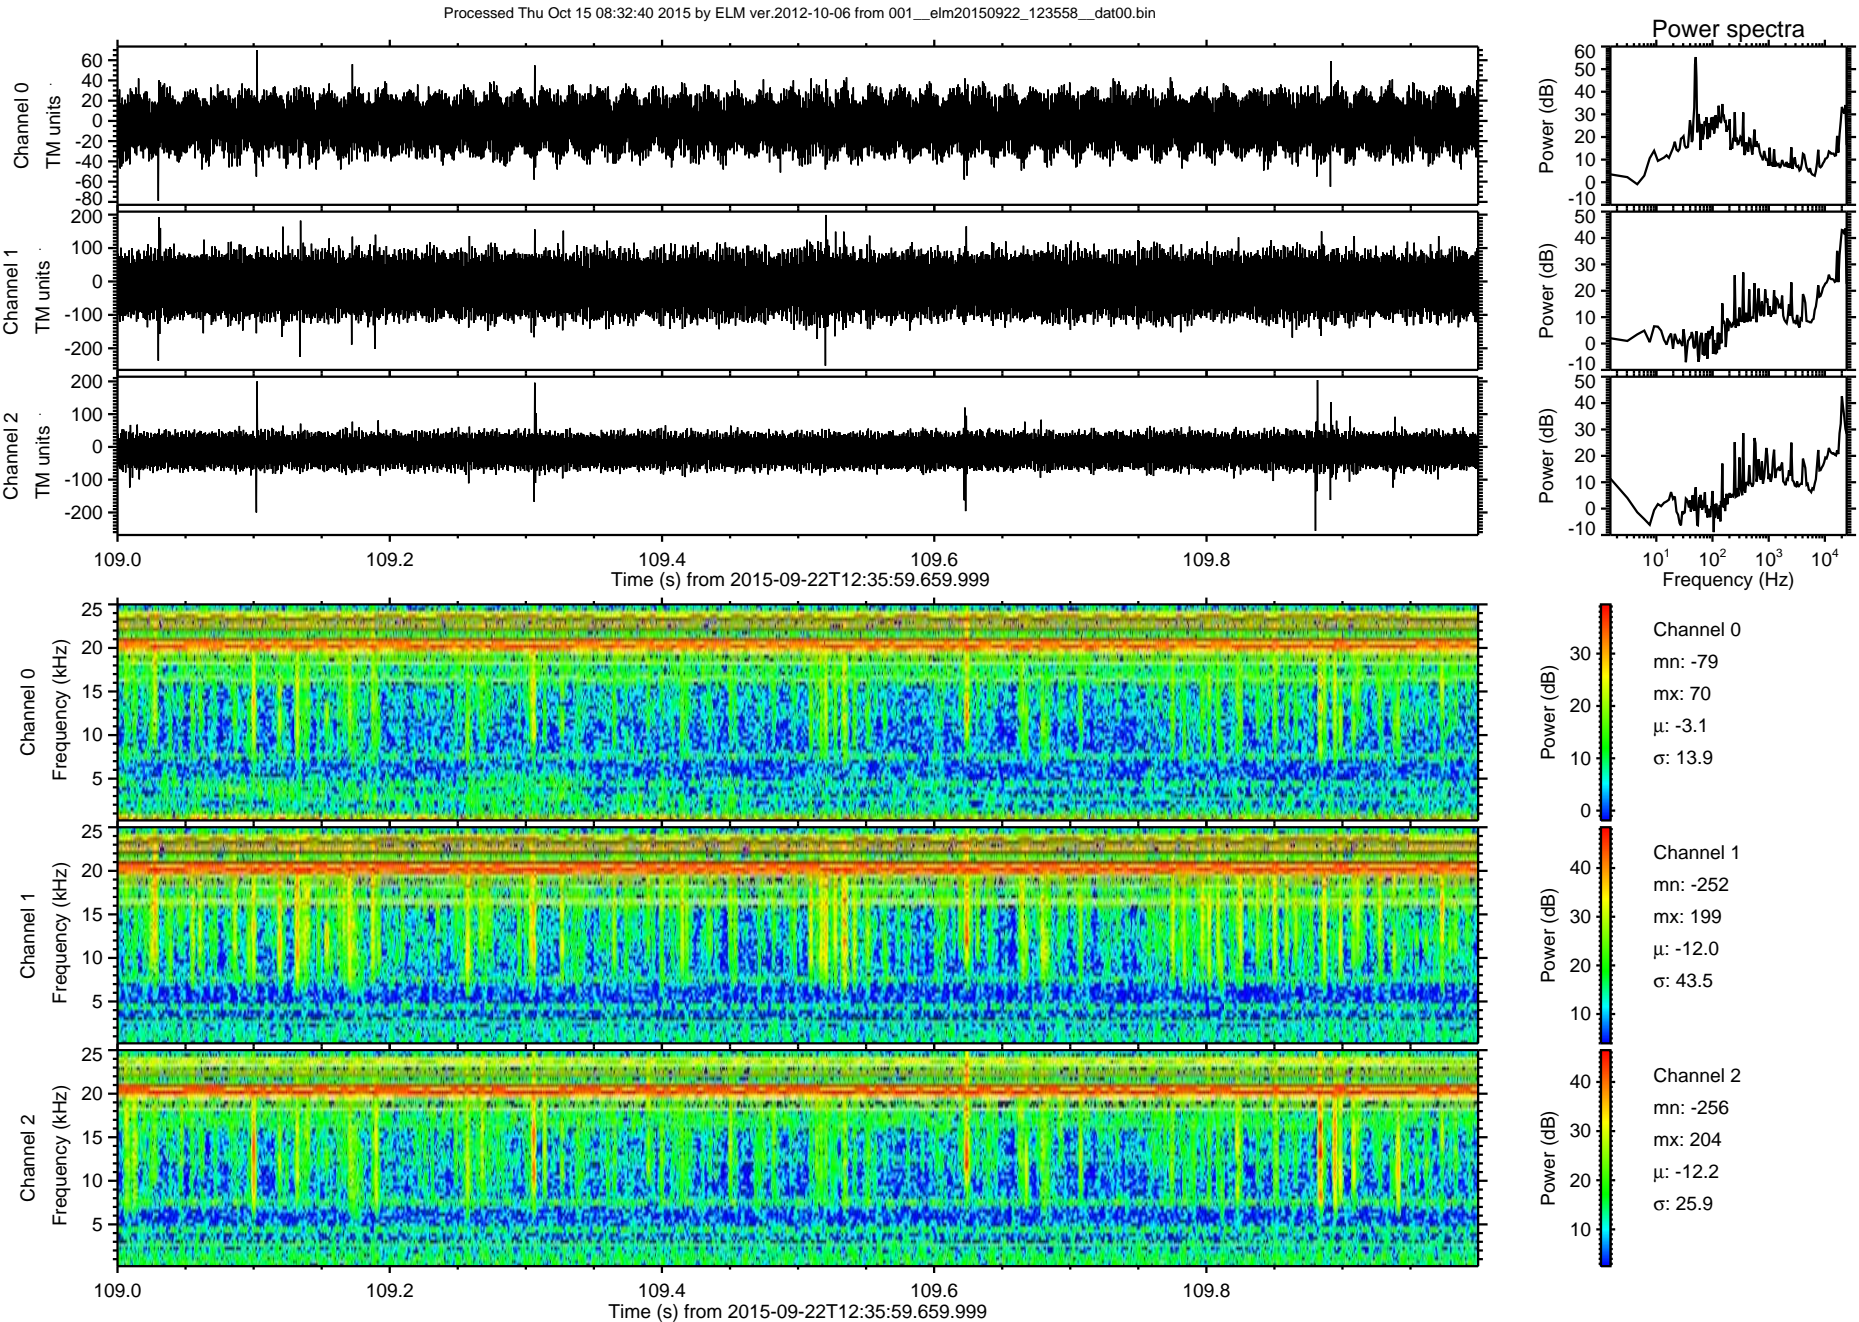 Processed Thu Oct 15 08:32:40 2015 by ELM ver.2012-10-06 from 001__elm20150922_123558__dat00.bin
Power spectra
Channel 0
TM units
60
40
20
0
-20
-40
-60
-80
Power (dB)
60
50
40
30
20
10
0
-10
Channel 1
TM units
200
100
0
-100
-200
Power (dB)
50
40
30
20
10
0
-10
Channel 2
TM units
200
100
0
-100
-200
Power (dB)
50
40
30
20
10
0
-10
109.0 109.2 109.4 109.6 109.8
Time (s) from 2015-09-22T12:35:59.659.999
10¹ 10² 10³ 10⁴
Frequency (Hz)
Channel 0
Frequency (kHz)
25
20
15
10
5
Power (dB)
30
20
10
0
Channel 0
mn: -79
mx: 70
µ: -3.1
σ: 13.9
Channel 1
Frequency (kHz)
25
20
15
10
5
Power (dB)
40
30
20
10
Channel 1
mn: -252
mx: 199
µ: -12.0
σ: 43.5
Channel 2
Frequency (kHz)
25
20
15
10
5
Power (dB)
40
30
20
10
Channel 2
mn: -256
mx: 204
µ: -12.2
σ: 25.9
109.0 109.2 109.4 109.6 109.8
Time (s) from 2015-09-22T12:35:59.659.999